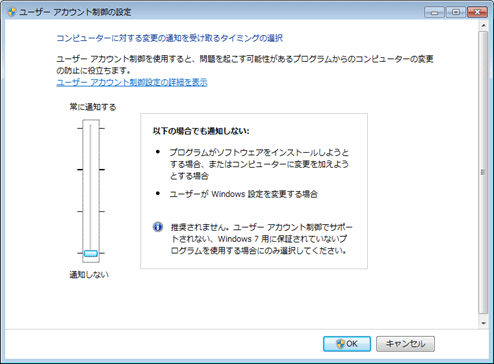 ユーザー アカウント制御の設定
コンピューターに対する変更の通知を受け取るタイミングの選択
ユーザー アカウント制御を使用すると、問題を起こす可能性があるプログラムからのコンピューターの変更
の防止に役立ちます。
ユーザー アカウント制御設定の詳細を表示
常に通知する
以下の場合でも通知しない:
• プログラムがソフトウェアをインストールしようと
する場合、またはコンピューターに変更を加えよう
とする場合
• ユーザーが Windows 設定を変更する場合
推奨されません。ユーザー アカウント制御でサポー
トされない、Windows 7 用に保証されていないプ
ログラムを使用する場合にのみ選択してください。
通知しない
OK
キャンセル